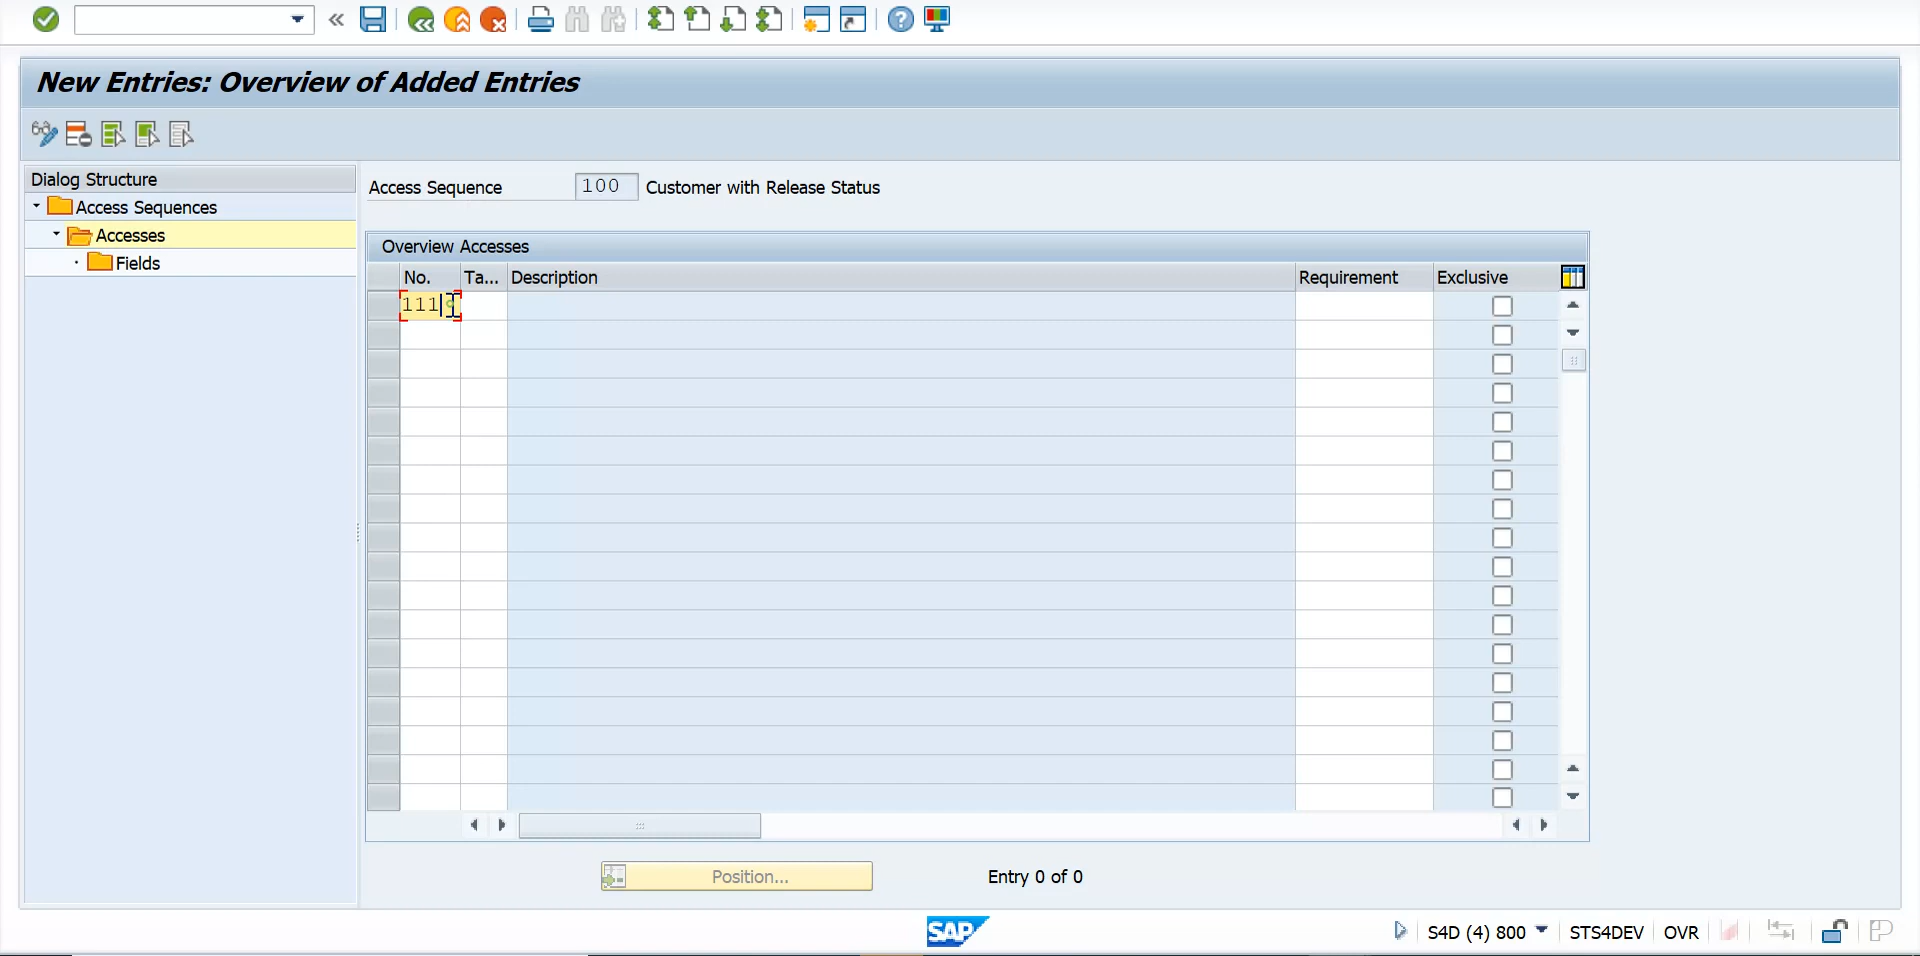 New Entries: Overview of Added Entries
Dialog Structure
Access Sequences
Accesses
Fields
Access Sequence 100 Customer with Release Status
Overview Accesses
No. Ta... Description Requirement Exclusive
111
Position... Entry 0 of 0
SAP S4D (4) 800 STS4DEV OVR